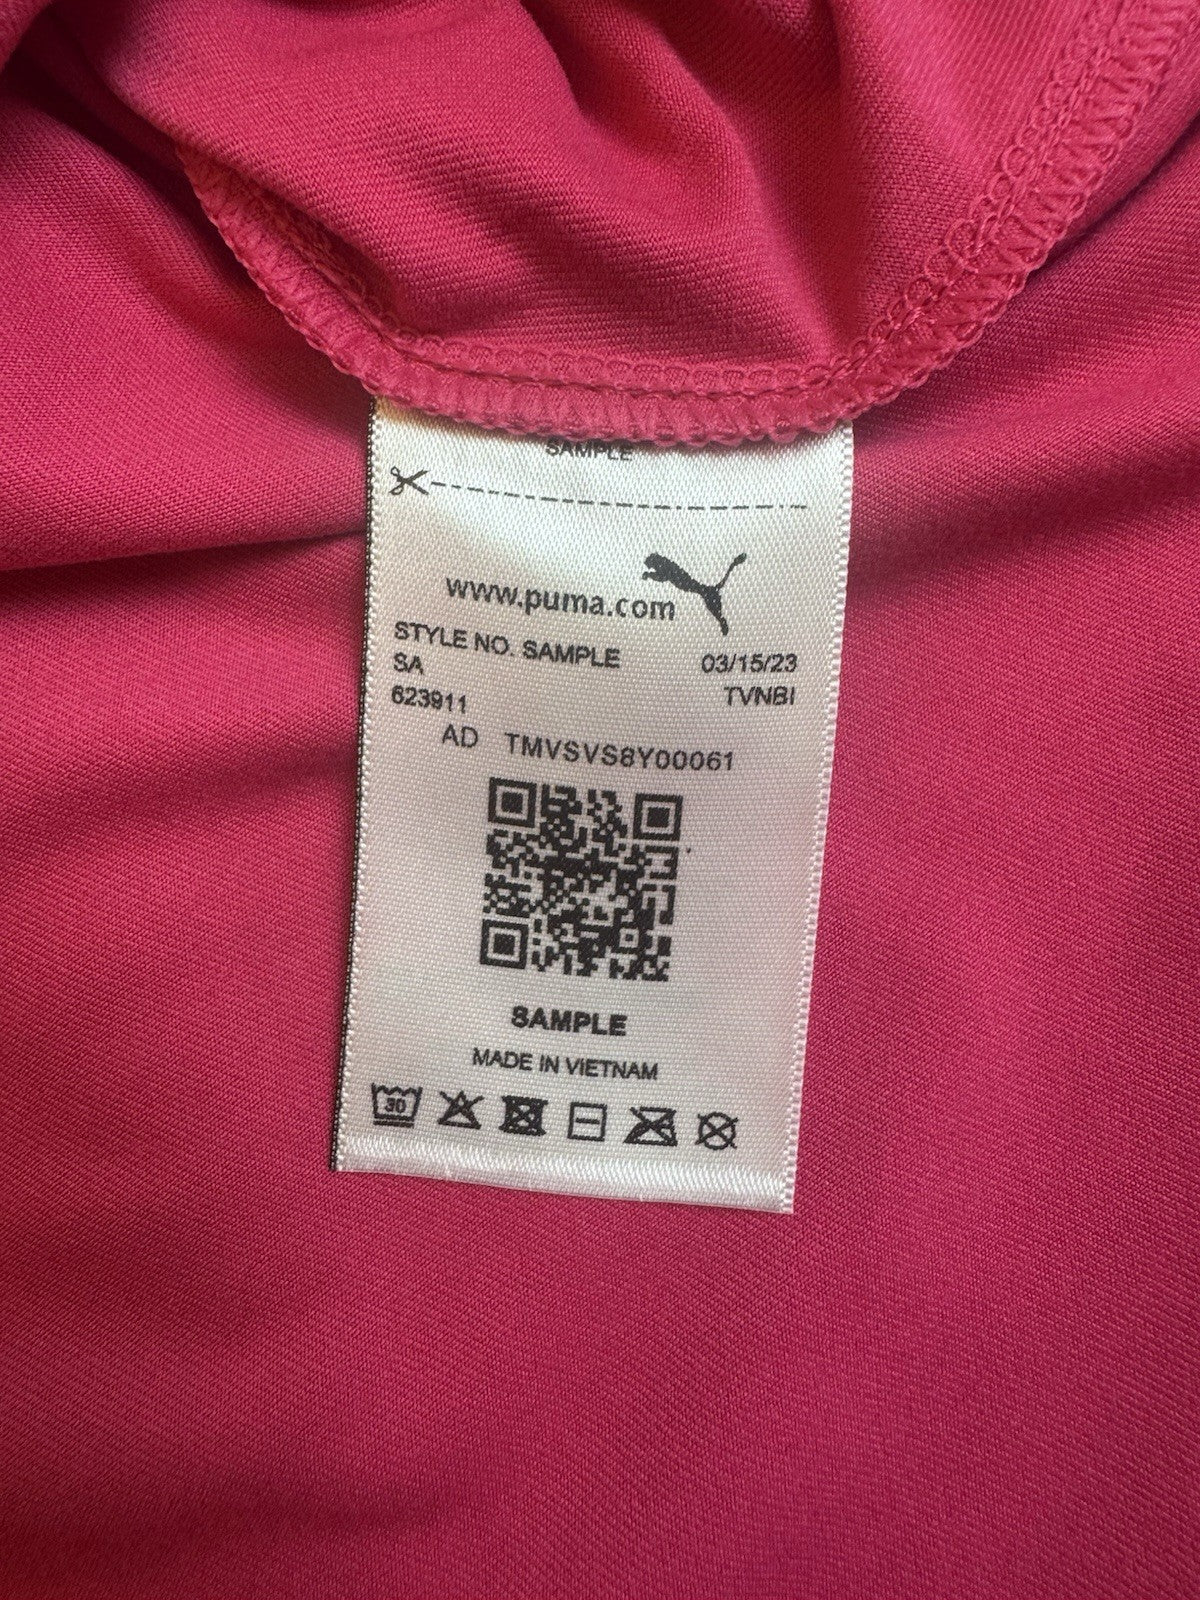 SAMPLE
www.puma.com
STYLE NO. SAMPLE 03/15/23
SA TVNBI
623911
AD TMVSVS8Y00061
SAMPLE
MADE IN VIETNAM
30